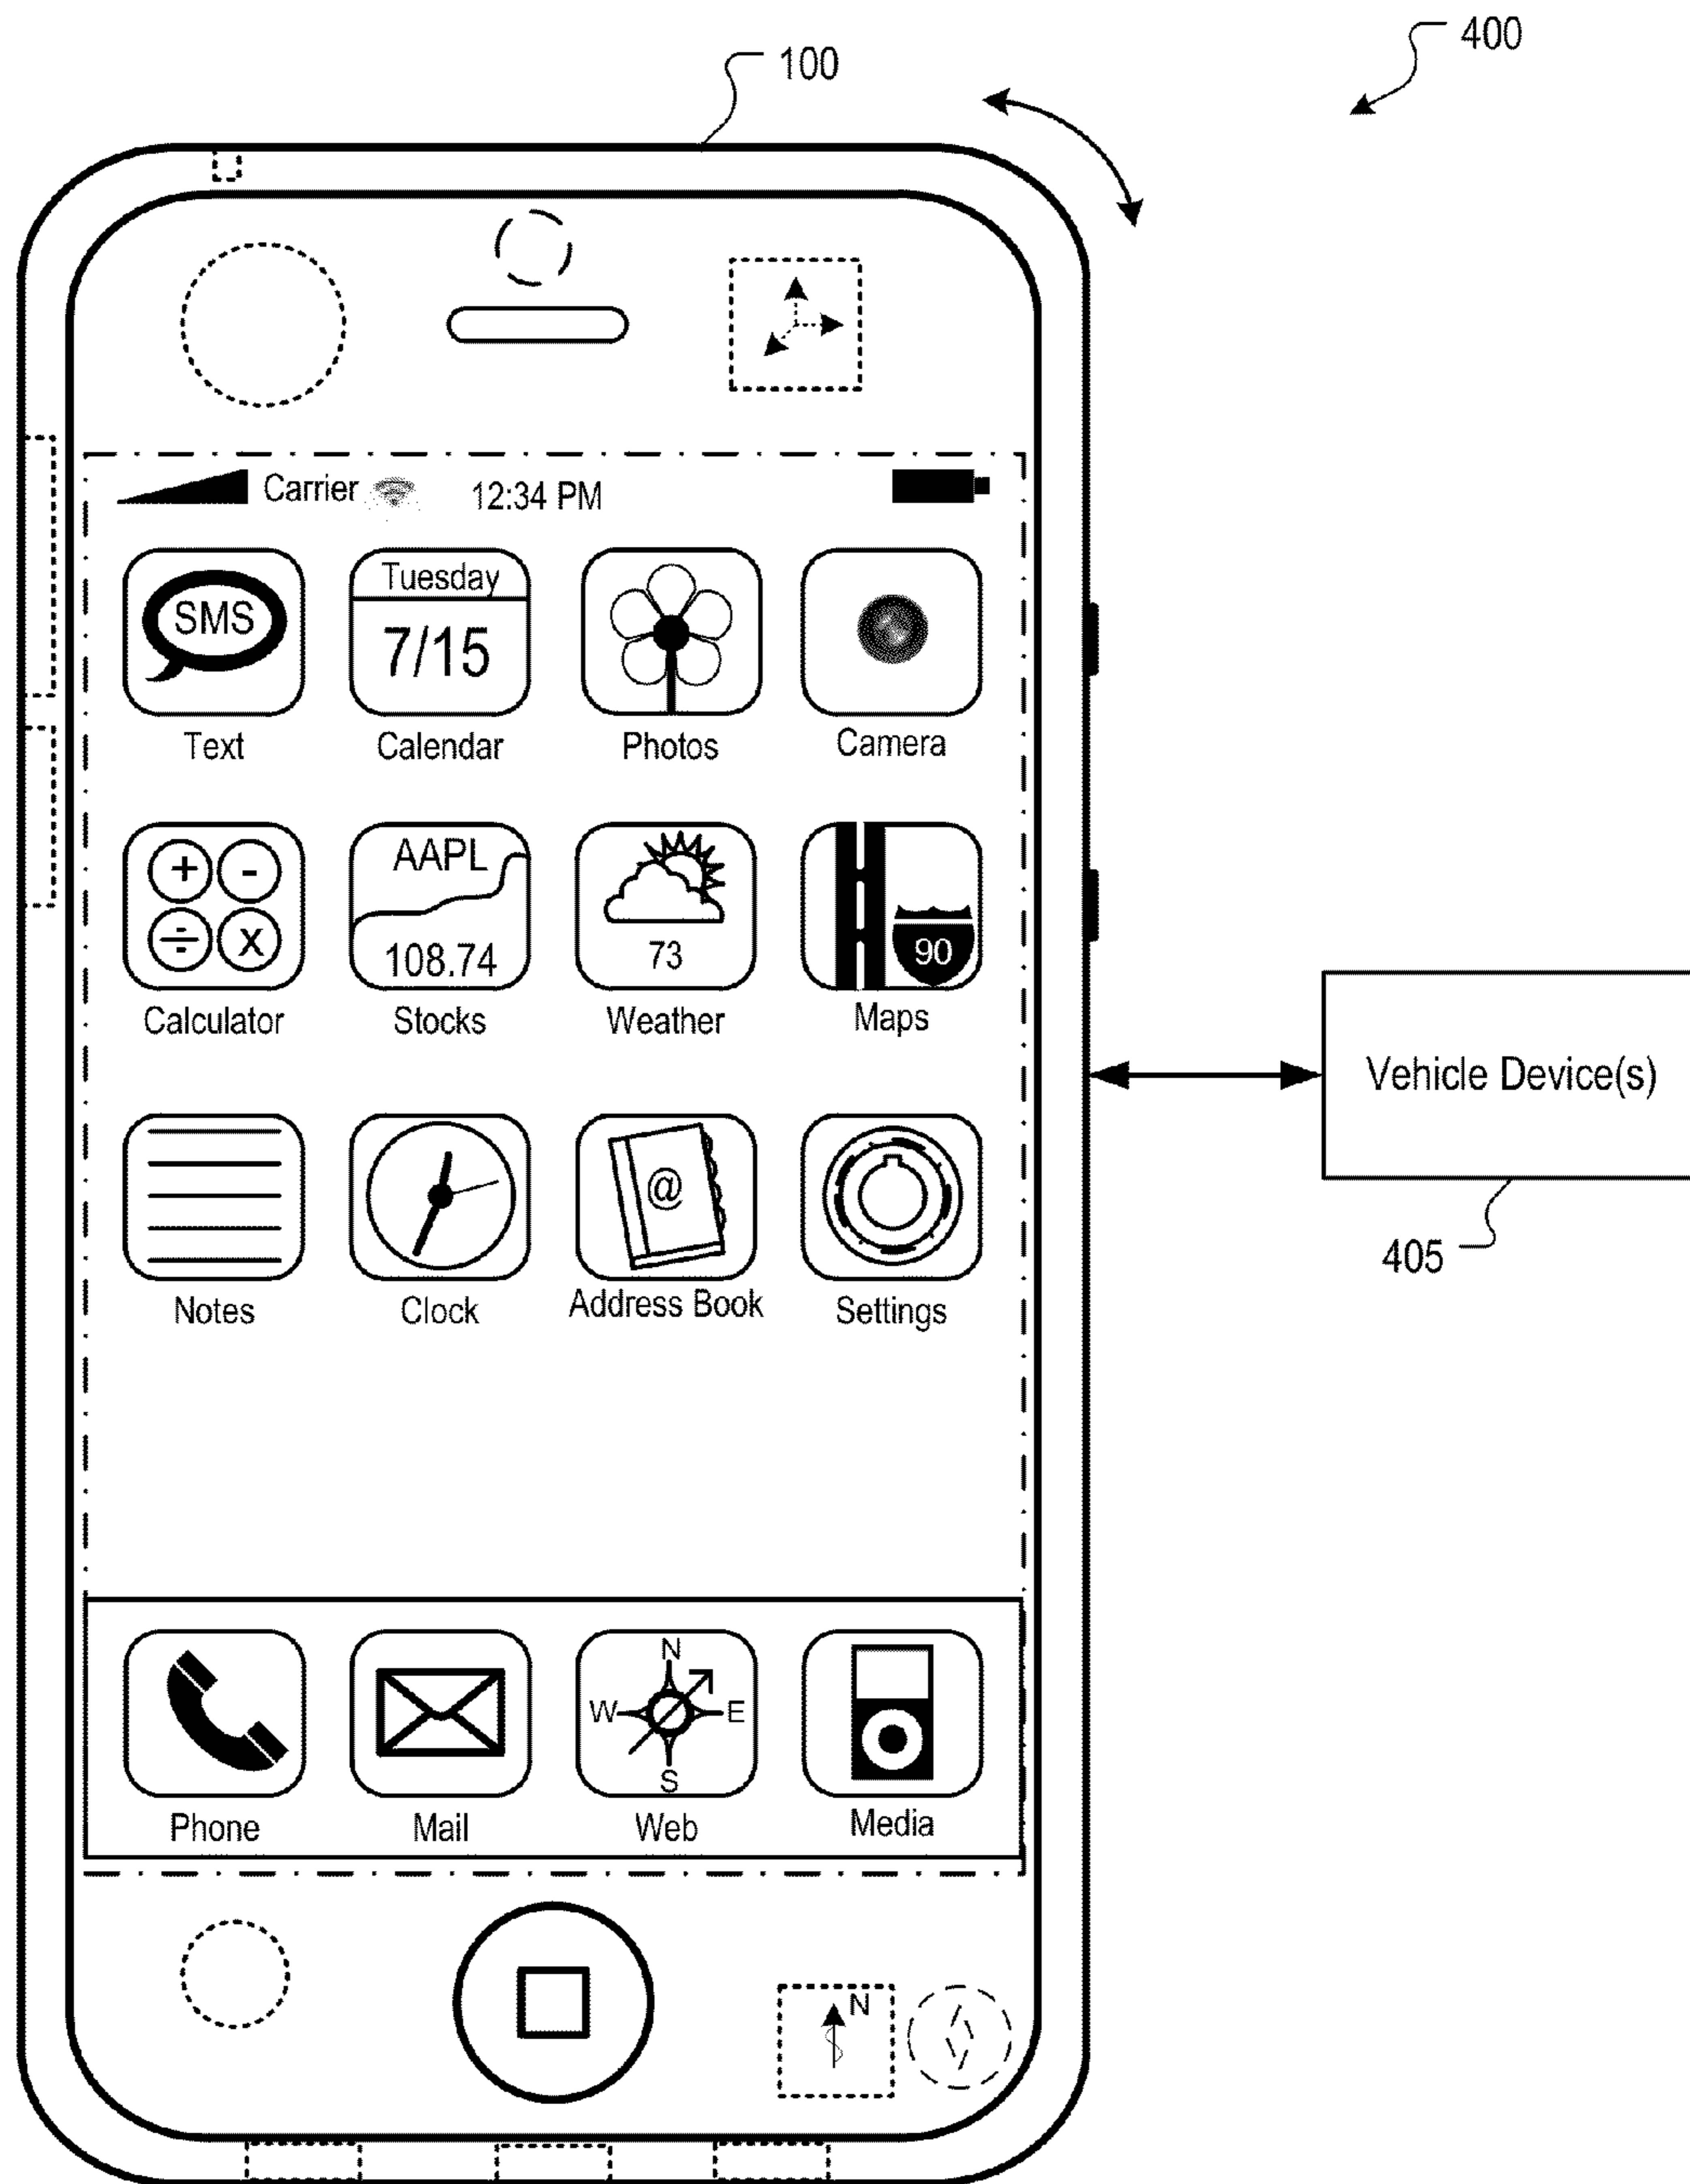 400
100
Carrier 12:34 PM
SMS
Tuesday
7/15
Text Calendar Photos Camera
+ - ÷ x
AAPL
108.74
73
90
Calculator Stocks Weather Maps
Vehicle Device(s)
405
@
Notes Clock Address Book Settings
N
W E
S
Phone Mail Web Media
N